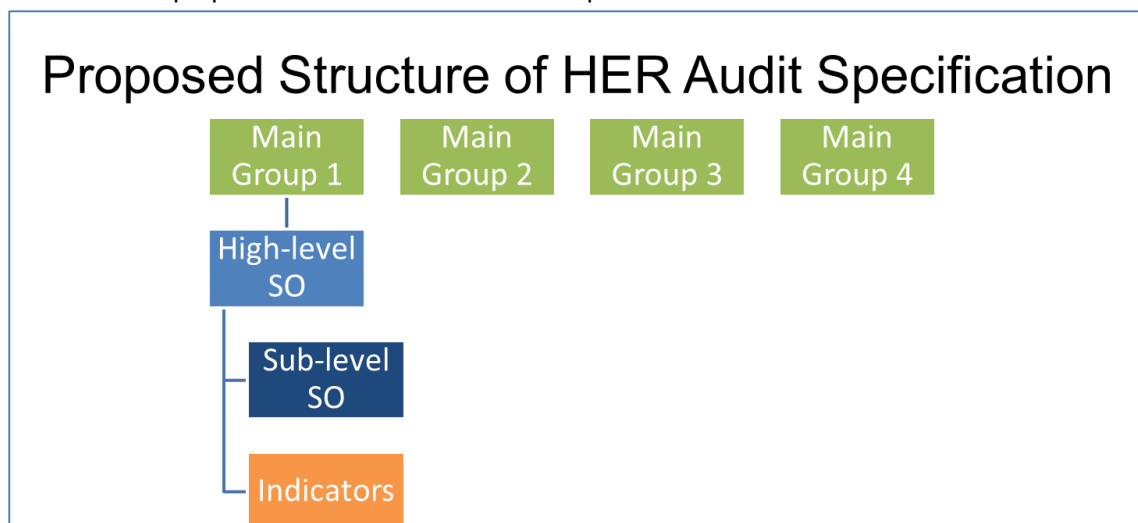 Proposed Structure of HER Audit Specification
Main
Group 1
Main
Group 2
Main
Group 3
Main
Group 4
High-level
SO
Sub-level
SO
Indicators